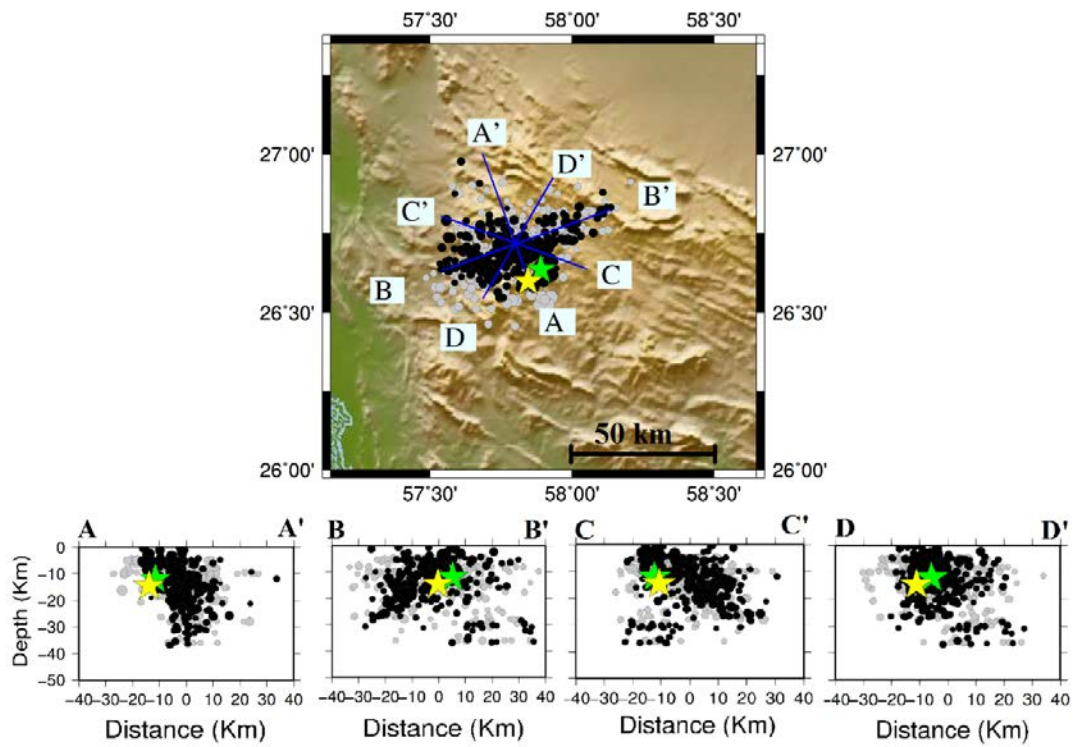 57˚30' 58˚00' 58˚30'
A'
D'
27˚00' 27˚00'
B'
C'
C
B
26˚30' A 26˚30'
D
50 km
26˚00' 26˚00'
57˚30' 58˚00' 58˚30'
A A' B B' C C' D D'
0
−10
−20
−30
−40
−50
Depth (Km)
−40 −30 −20 −10 0 10 20 30 40 −40 −30 −20 −10 0 10 20 30 40 −40 −30 −20 −10 0 10 20 30 40 −40 −30 −20 −10 0 10 20 30 40
Distance (Km) Distance (Km) Distance (Km) Distance (Km)